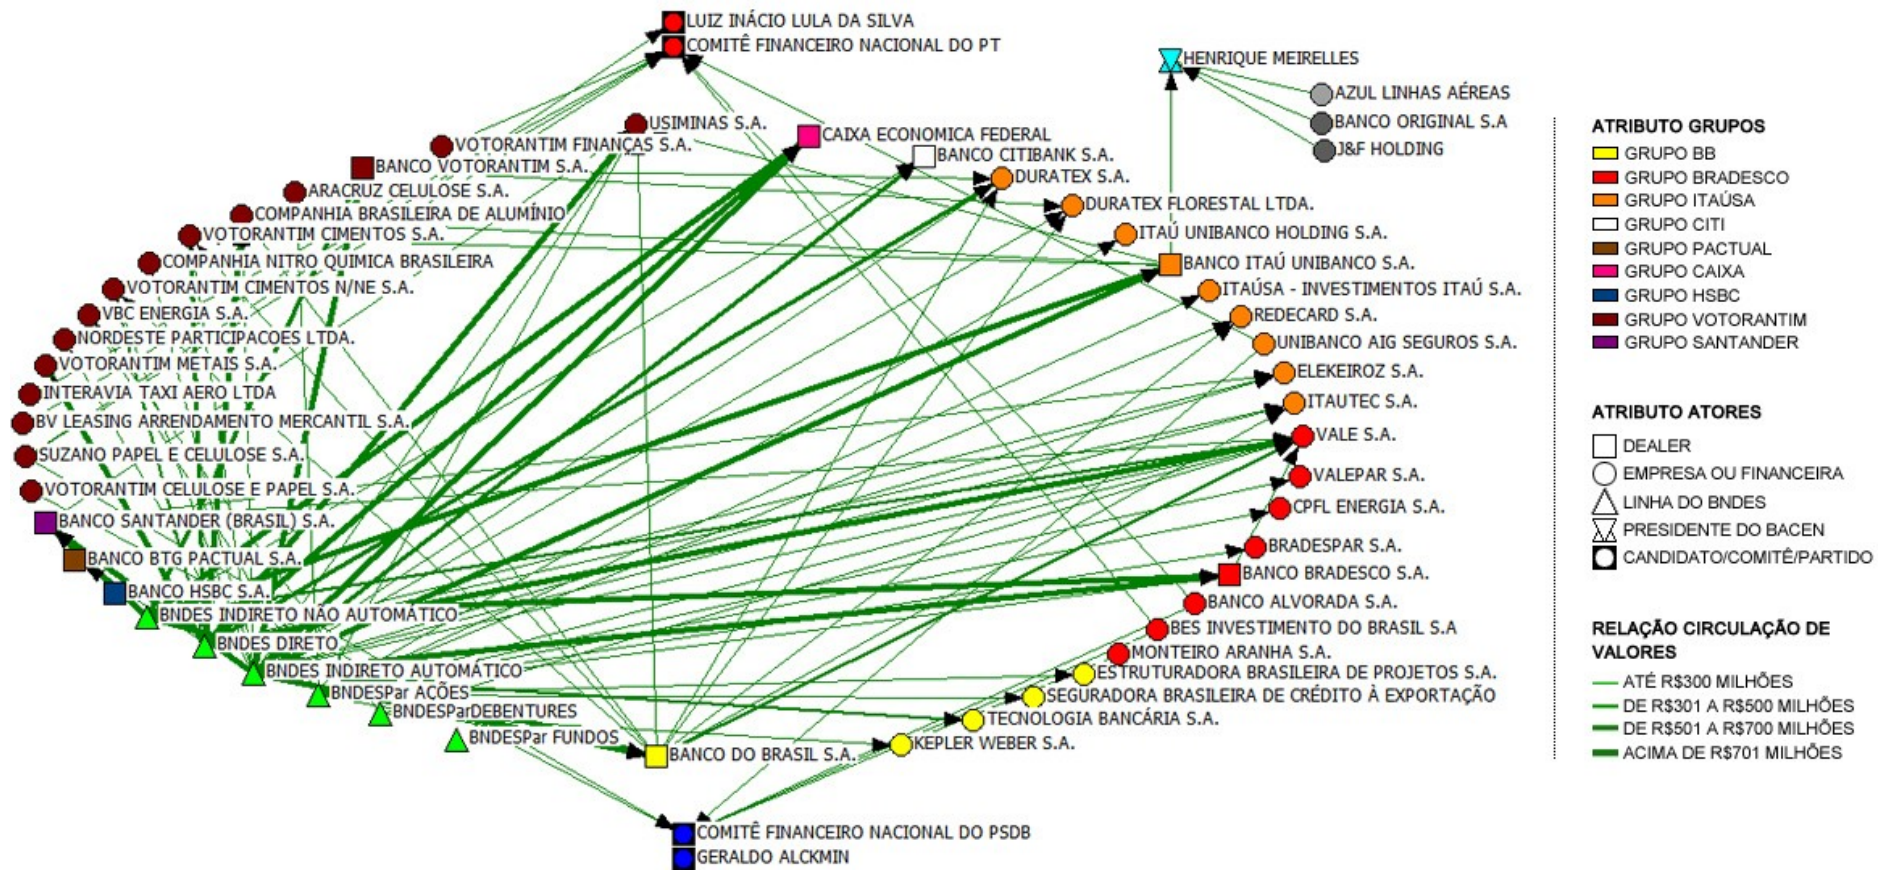 LUIZ INÁCIO LULA DA SILVA
COMITÊ FINANCEIRO NACIONAL DO PT
HENRIQUE MEIRELLES
AZUL LINHAS AÉREAS
BANCO ORIGINAL S.A
J&F HOLDING
USIMINAS S.A.
CAIXA ECONOMICA FEDERAL
VOTORANTIM FINANÇAS S.A.
BANCO CITIBANK S.A.
BANCO VOTORANTIM S.A.
DURATEX S.A.
ARACRUZ CELULOSE S.A.
DURATEX FLORESTAL LTDA.
COMPANHIA BRASILEIRA DE ALUMÍNIO
VOTORANTIM CIMENTOS S.A.
ITAÚ UNIBANCO HOLDING S.A.
COMPANHIA NITRO QUIMICA BRASILEIRA
BANCO ITAÚ UNIBANCO S.A.
VOTORANTIM CIMENTOS N/NE S.A.
ITAÚSA - INVESTIMENTOS ITAÚ S.A.
VBC ENERGIA S.A.
REDECARD S.A.
NORDESTE PARTICIPACOES LTDA.
UNIBANCO AIG SEGUROS S.A.
VOTORANTIM METAIS S.A.
ELEKEIROZ S.A.
INTERAVIA TAXI AERO LTDA
ITAUTEC S.A.
BV LEASING ARRENDAMENTO MERCANTIL S.A.
VALE S.A.
SUZANO PAPEL E CELULOSE S.A.
VALEPAR S.A.
VOTORANTIM CELULOSE E PAPEL S.A.
CPFL ENERGIA S.A.
BANCO SANTANDER (BRASIL) S.A.
BRADESPAR S.A.
BANCO BTG PACTUAL S.A.
BANCO BRADESCO S.A.
BANCO HSBC S.A.
BANCO ALVORADA S.A.
BNDES INDIRETO NÃO AUTOMÁTICO
BES INVESTIMENTO DO BRASIL S.A
BNDES DIRETO
MONTEIRO ARANHA S.A.
BNDES INDIRETO AUTOMÁTICO
ESTRUTURADORA BRASILEIRA DE PROJETOS S.A.
BNDESPar AÇÕES
SEGURADORA BRASILEIRA DE CRÉDITO À EXPORTAÇÃO
BNDESParDEBENTURES
TECNOLOGIA BANCÁRIA S.A.
BNDESPar FUNDOS
KEPLER WEBER S.A.
BANCO DO BRASIL S.A.
COMITÊ FINANCEIRO NACIONAL DO PSDB
GERALDO ALCKMIN
ATRIBUTO GRUPOS
GRUPO BB
GRUPO BRADESCO
GRUPO ITAÚSA
GRUPO CITI
GRUPO PACTUAL
GRUPO CAIXA
GRUPO HSBC
GRUPO VOTORANTIM
GRUPO SANTANDER
ATRIBUTO ATORES
DEALER
EMPRESA OU FINANCEIRA
LINHA DO BNDES
PRESIDENTE DO BACEN
CANDIDATO/COMITÊ/PARTIDO
RELAÇÃO CIRCULAÇÃO DE
VALORES
ATÉ R$300 MILHÕES
DE R$301 A R$500 MILHÕES
DE R$501 A R$700 MILHÕES
ACIMA DE R$701 MILHÕES